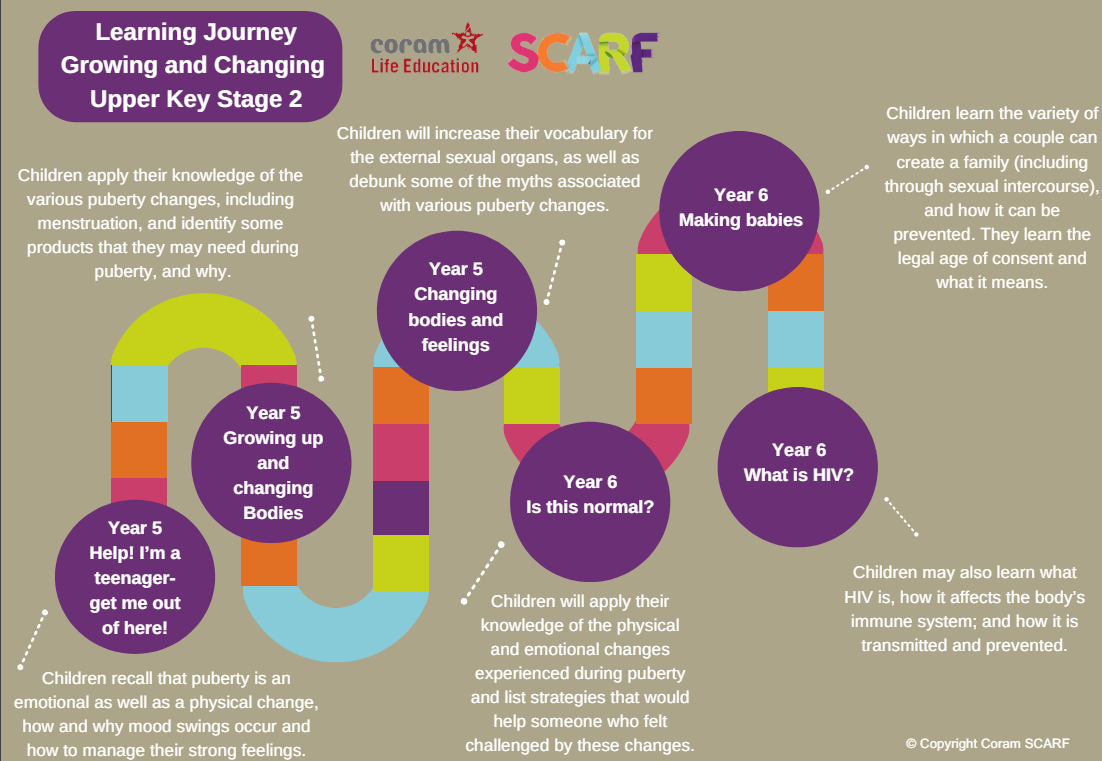 Learning Journey
Growing and Changing
Upper Key Stage 2
coram
Life Education
SCARF
Children apply their knowledge of the
various puberty changes, including
menstruation, and identify some
products that they may need during
puberty, and why.
Children will increase their vocabulary for
the external sexual organs, as well as
debunk some of the myths associated
with various puberty changes.
Children learn the variety of
ways in which a couple can
create a family (including
through sexual intercourse),
and how it can be
prevented. They learn the
legal age of consent and
what it means.
Year 5
Help! I’m a
teenager-
get me out
of here!
Year 5
Growing up
and
changing
Bodies
Year 5
Changing
bodies and
feelings
Year 6
Is this normal?
Year 6
Making babies
Year 6
What is HIV?
Children recall that puberty is an
emotional as well as a physical change,
how and why mood swings occur and
how to manage their strong feelings.
Children will apply their
knowledge of the physical
and emotional changes
experienced during puberty
and list strategies that would
help someone who felt
challenged by these changes.
Children may also learn what
HIV is, how it affects the body’s
immune system; and how it is
transmitted and prevented.
© Copyright Coram SCARF